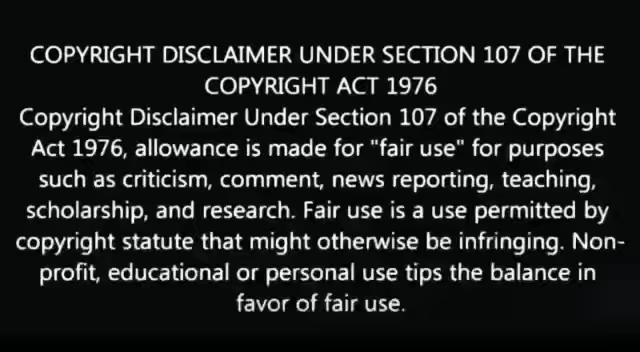 COPYRIGHT DISCLAIMER UNDER SECTION 107 OF THE
COPYRIGHT ACT 1976
Copyright Disclaimer Under Section 107 of the Copyright
Act 1976, allowance is made for "fair use" for purposes
such as criticism, comment, news reporting, teaching,
scholarship, and research. Fair use is a use permitted by
copyright statute that might otherwise be infringing. Non-
profit, educational or personal use tips the balance in
favor of fair use.